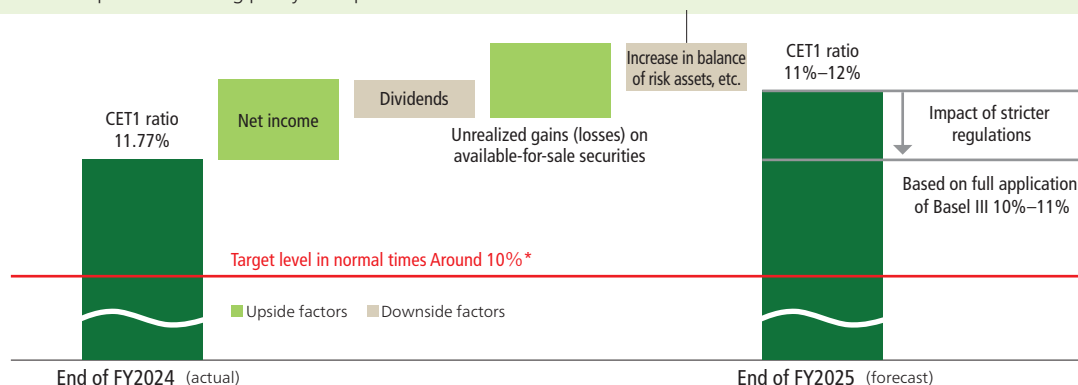 CET1 ratio
11.77%
Net income
Dividends
Unrealized gains (losses) on
available-for-sale securities
Increase in balance
of risk assets, etc.
CET1 ratio
11%–12%
Impact of stricter
regulations
Based on full application
of Basel III 10%–11%
Target level in normal times Around 10%*
Upside factors Downside factors
End of FY2024 (actual)
End of FY2025 (forecast)